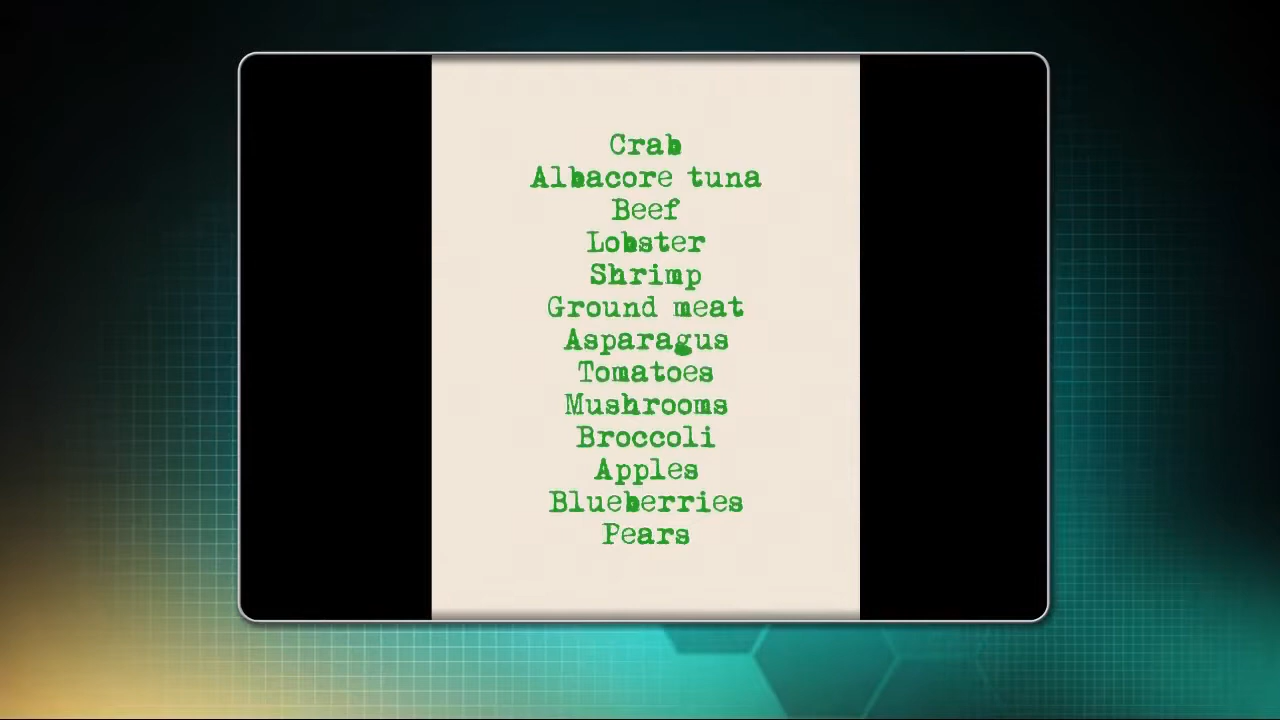 Crab
Albacore tuna
Beef
Lobster
Shrimp
Ground meat
Asparagus
Tomatoes
Mushrooms
Broccoli
Apples
Blueberries
Pears